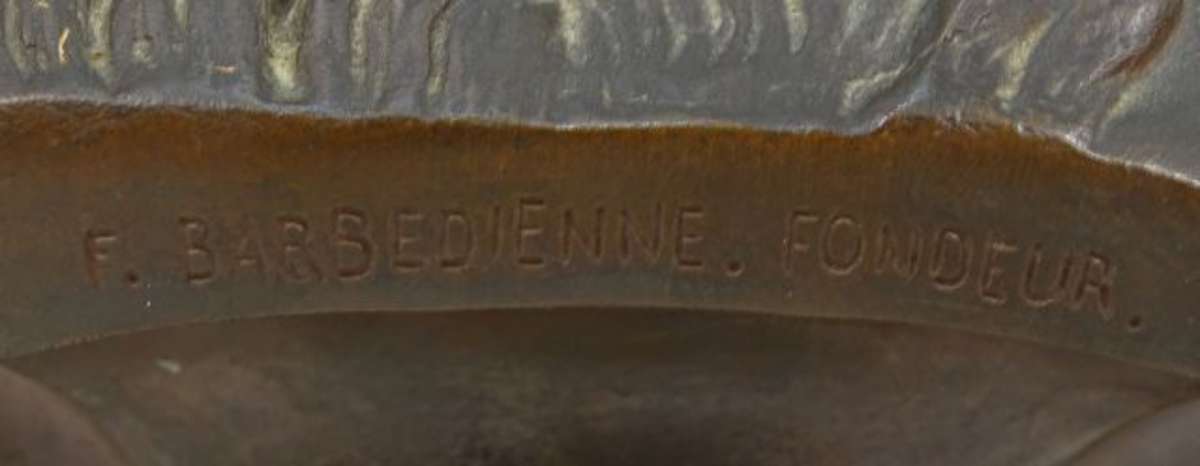 F. BARBEDIENNE. FONDEUR.